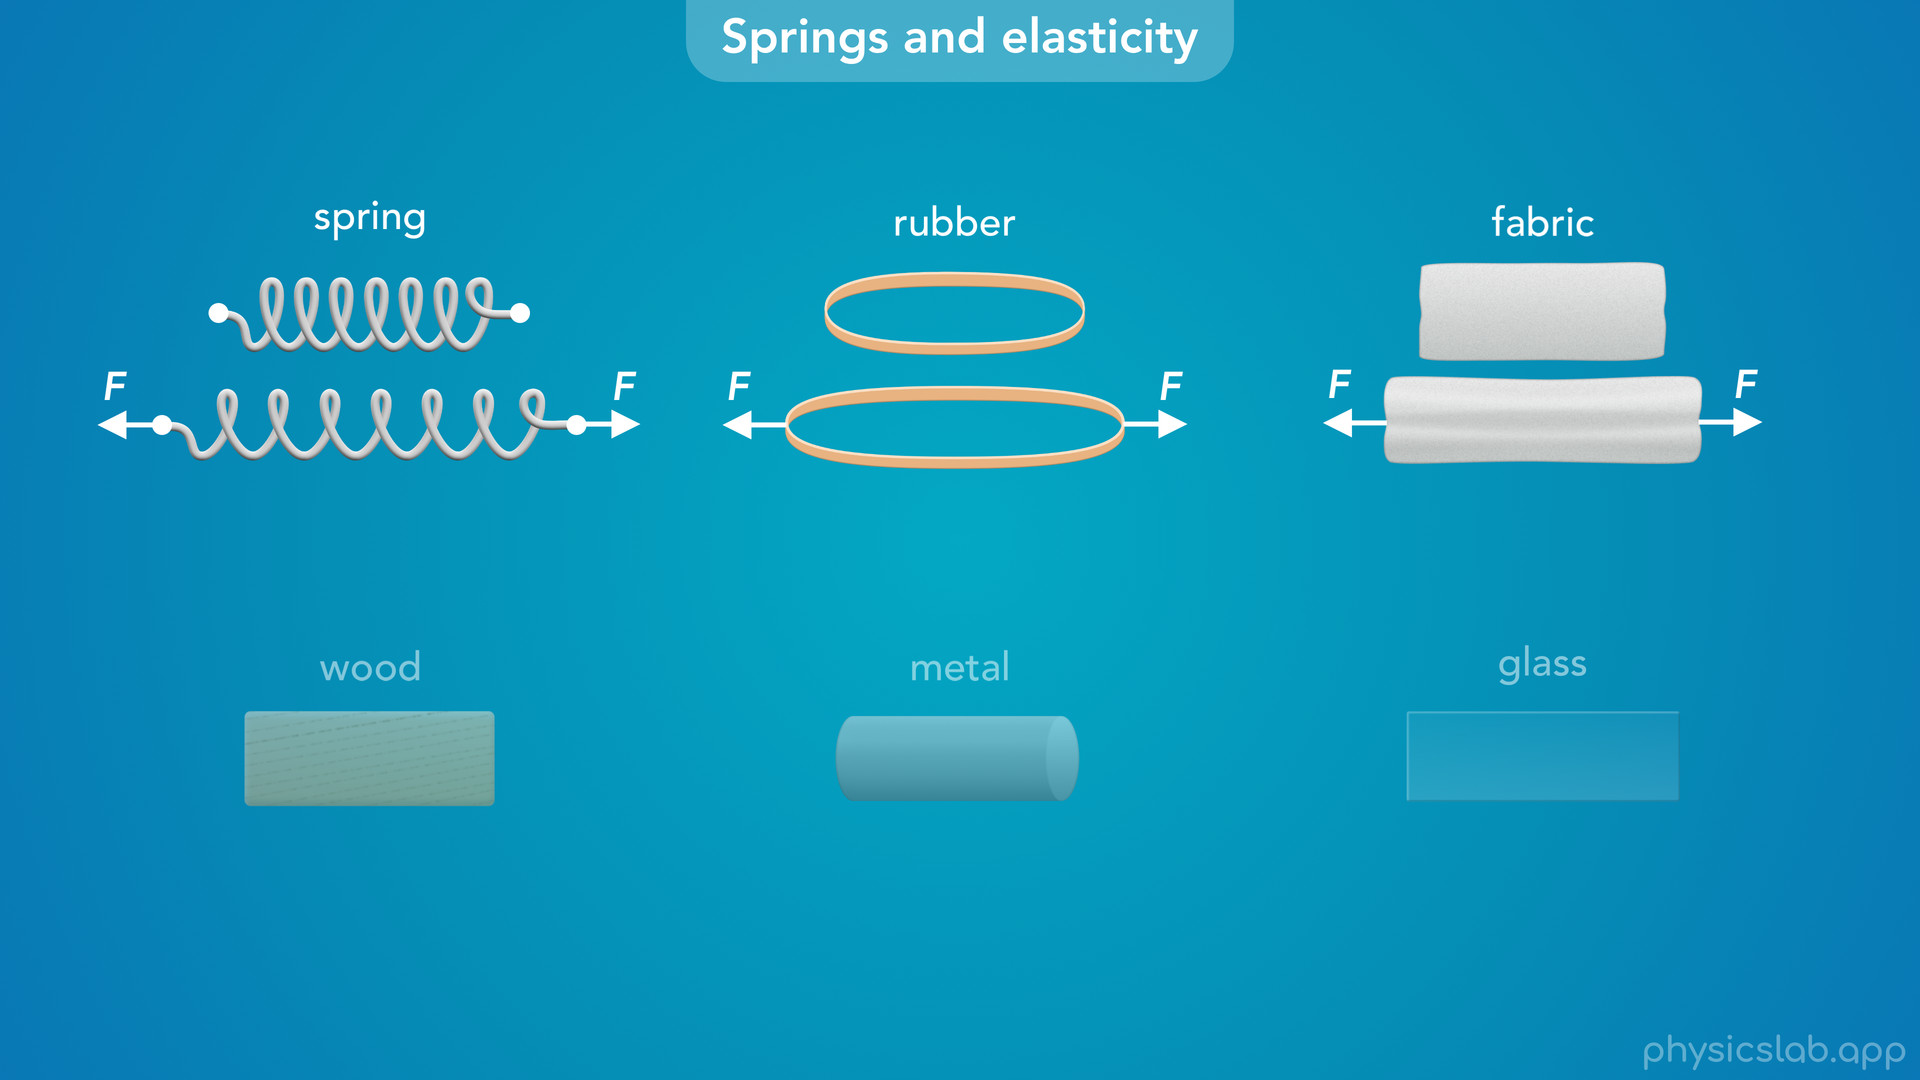 Springs and elasticity
spring
rubber
fabric
F
F
F
F
F
F
wood
metal
glass
physicslab.app